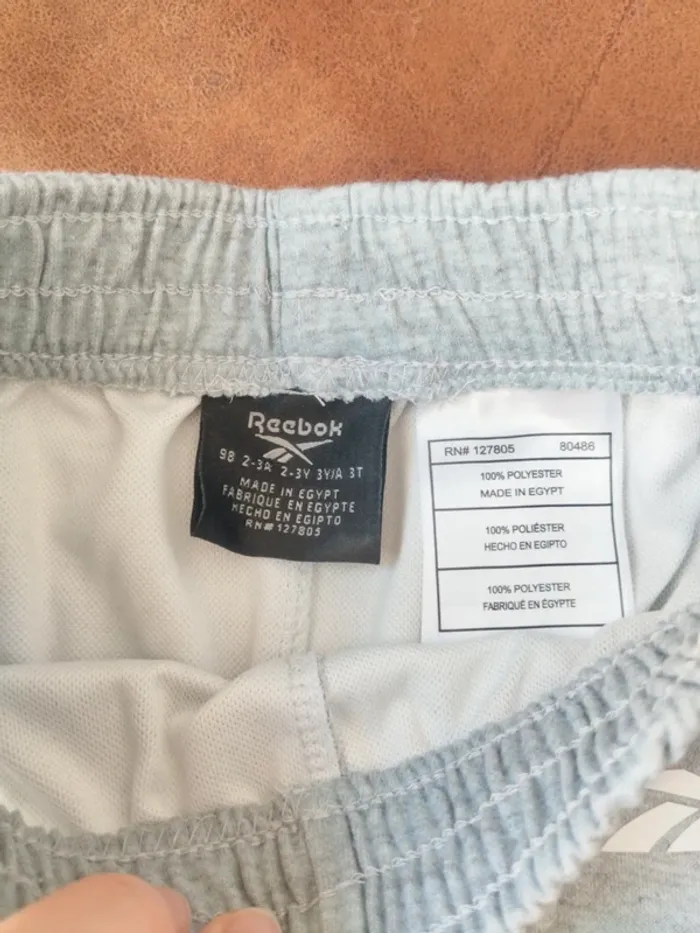 Reebok
98 2-3A 2-3Y 3Y/A 3T
MADE IN EGYPT
FABRIQUE EN EGYPTE
HECHO EN EGIPTO
RN# 127805
RN# 127805 80486
100% POLYESTER
MADE IN EGYPT
100% POLIÉSTER
HECHO EN EGIPTO
100% POLYESTER
FABRIQUÉ EN ÉGYPTE